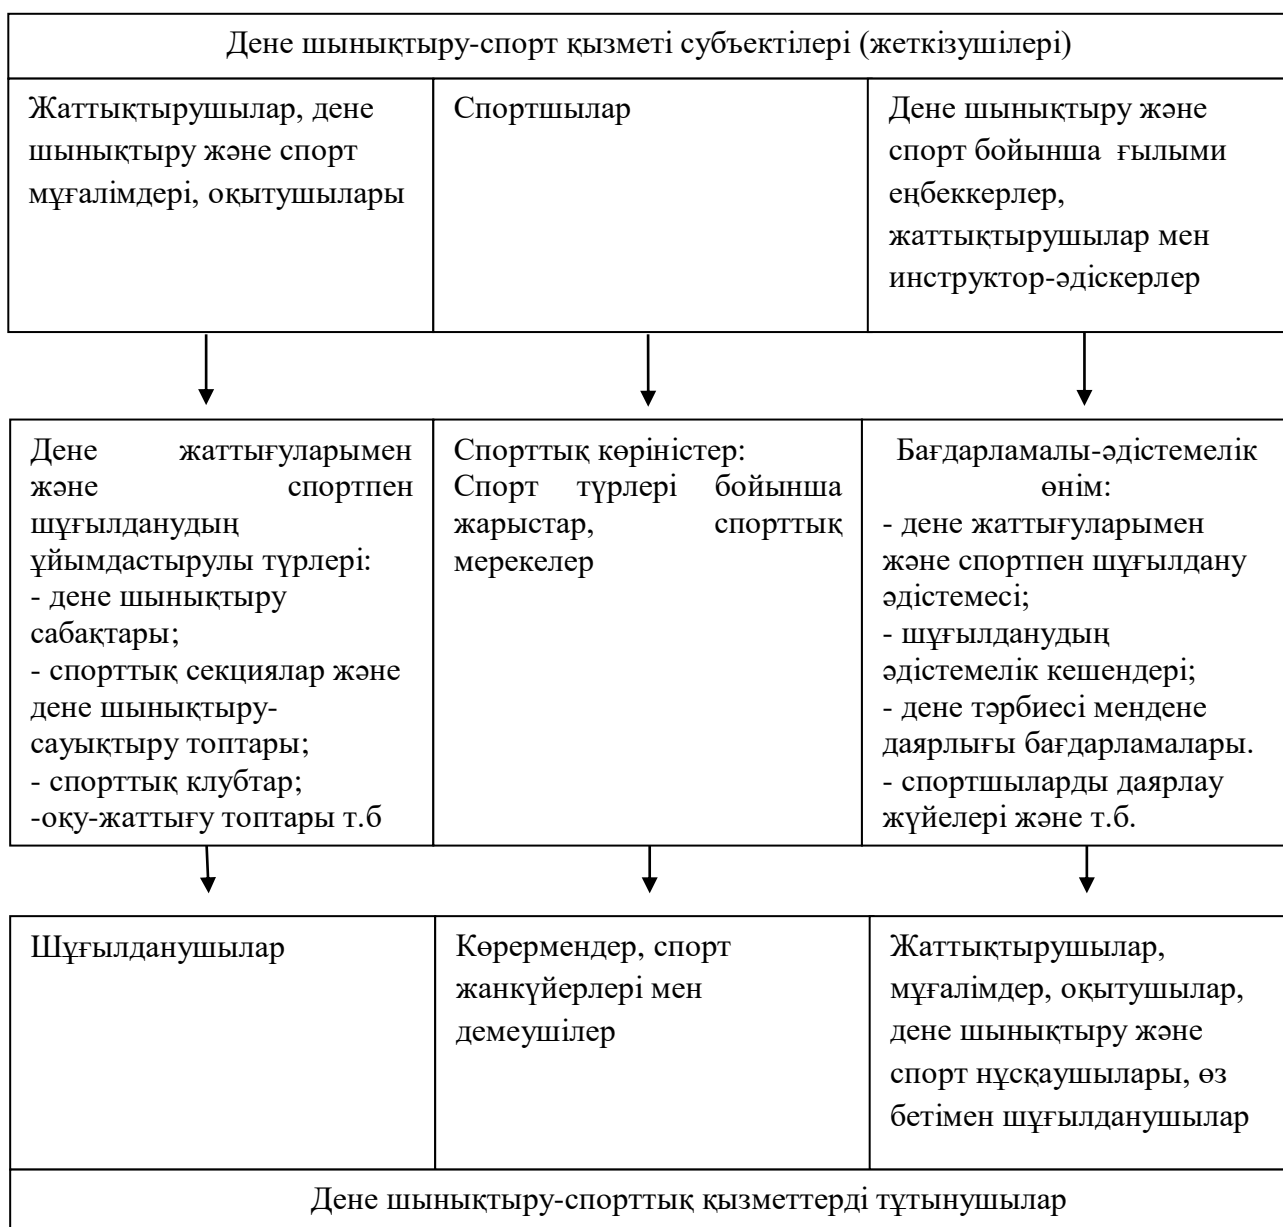 Дене шынықтыру-спорт қызметі субъектілері (жеткізушілері)
Жаттықтырушылар, дене
шынықтыру және спорт
мұғалімдері, оқытушылары
Спортшылар
Дене шынықтыру және
спорт бойынша ғылыми
еңбеккерлер,
жаттықтырушылар мен
инструктор-әдіскерлер
Дене жаттығуларымен
және спортпен
шұғылданудың
ұйымдастырулы түрлері:
- дене шынықтыру
сабақтары;
- спорттық секциялар және
дене шынықтыру-
сауықтыру топтары;
- спорттық клубтар;
-оқу-жаттығу топтары т.б
Спорттық көріністер:
Спорт түрлері бойынша
жарыстар, спорттық
мерекелер
Бағдарламалы-әдістемелік
өнім:
- дене жаттығуларымен
және спортпен шұғылдану
әдістемесі;
- шұғылданудың
әдістемелік кешендері;
- дене тәрбиесі мендене
даярлығы бағдарламалары.
- спортшыларды даярлау
жүйелері және т.б.
Шұғылданушылар
Көрермендер, спорт
жанкүйерлері мен
демеушілер
Жаттықтырушылар,
мұғалімдер, оқытушылар,
дене шынықтыру және
спорт нұсқаушылары, өз
бетімен шұғылданушылар
Дене шынықтыру-спорттық қызметтерді тұтынушылар